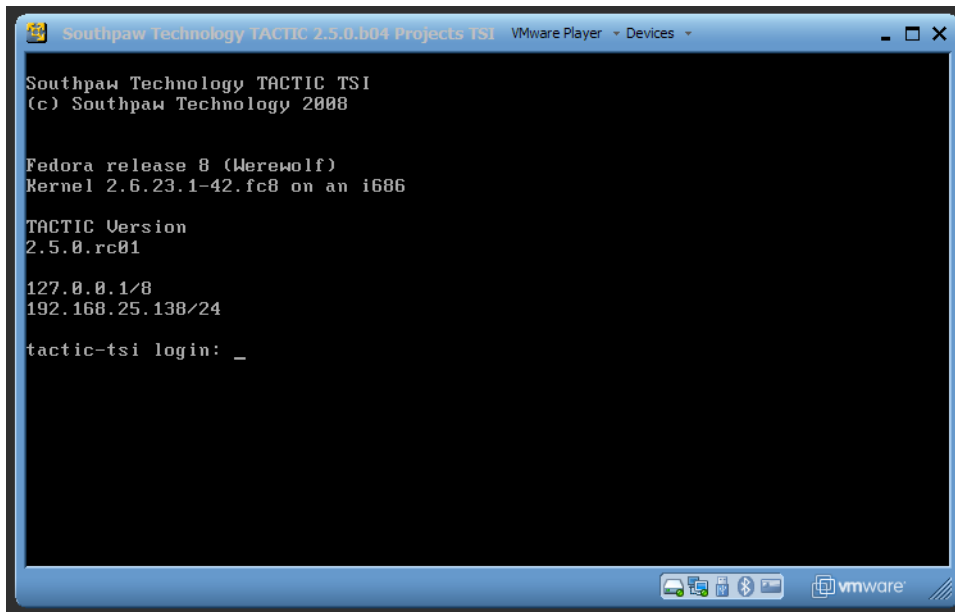 Southpaw Technology TACTIC 2.5.0.b04 Projects TSI VMware Player Devices
Southpaw Technology TACTIC TSI
(c) Southpaw Technology 2008
Fedora release 8 (Werewolf)
Kernel 2.6.23.1-42.fc8 on an i686
TACTIC Version
2.5.0.rc01
127.0.0.1/8
192.168.25.138/24
tactic-tsi login: _
vmware